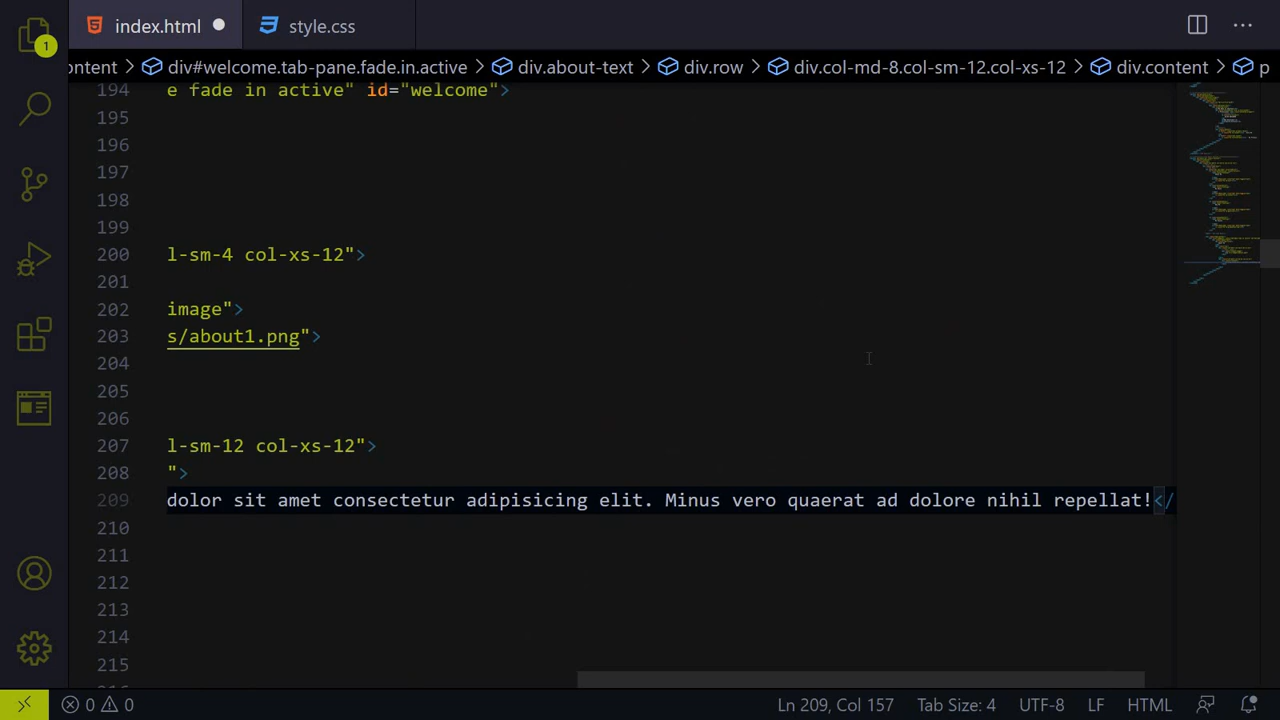 index.html
style.css
1
ontent > div#welcome.tab-pane.fade.in.active > div.about-text > div.row > div.col-md-8.col-sm-12.col-xs-12 > div.content > p
194 e fade in active" id="welcome">
195
196
197
198
199
200 l-sm-4 col-xs-12">
201
202 image">
203 s/about1.png">
204
205
206
207 l-sm-12 col-xs-12">
208 ">
209 dolor sit amet consectetur adipisicing elit. Minus vero quaerat ad dolore nihil repellat!</
210
211
212
213
214
215
0 0 Ln 209, Col 157 Tab Size: 4 UTF-8 LF HTML